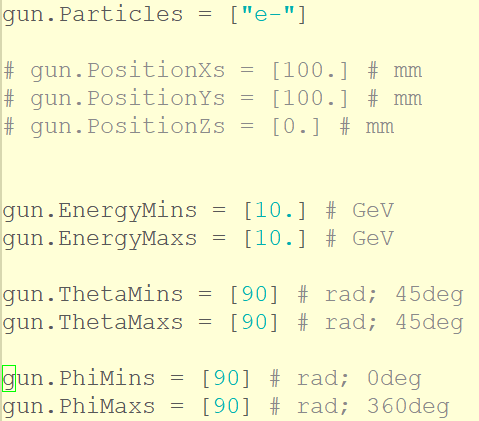 gun.Particles = ["e-"]
# gun.PositionXs = [100.] # mm
# gun.PositionYs = [100.] # mm
# gun.PositionZs = [0.] # mm
gun.EnergyMins = [10.] # GeV
gun.EnergyMaxs = [10.] # GeV
gun.ThetaMins = [90] # rad; 45deg
gun.ThetaMaxs = [90] # rad; 45deg
gun.PhiMins = [90] # rad; 0deg
gun.PhiMaxs = [90] # rad; 360deg